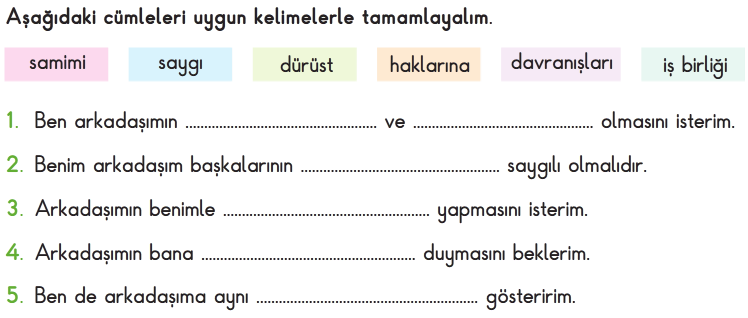 Aşağıdaki cümleleri uygun kelimelerle tamamlayalım.
samimi saygı dürüst haklarına davranışları iş birliği
1. Ben arkadaşımın ................................................ ve ............................................. olmasını isterim.
2. Benim arkadaşım başkalarının .................................................. saygılı olmalıdır.
3. Arkadaşımın benimle .................................................... yapmasını isterim.
4. Arkadaşımın bana ...................................................... duymasını beklerim.
5. Ben de arkadaşıma aynı ........................................................ gösteririm.